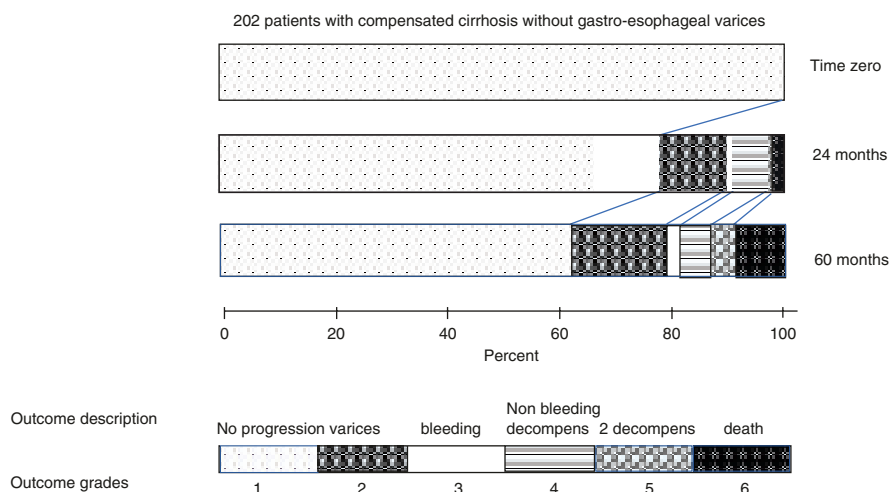 202 patients with compensated cirrhosis without gastro-esophageal varices
Time zero
24 months
60 months
0 20 40 60 80 100
Percent
Outcome description
No progression varices bleeding Non bleeding decompens 2 decompens death
Outcome grades
1 2 3 4 5 6